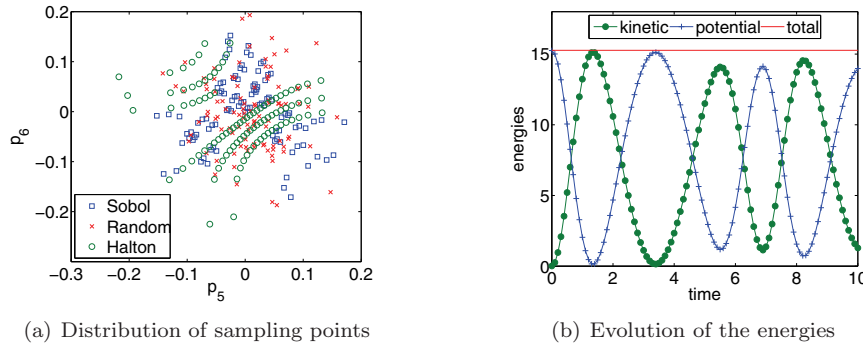 0.2
0.1
0
−0.1
−0.2
p6
Sobol
Random
Halton
−0.3 −0.2 −0.1 0 0.1 0.2
p5
(a) Distribution of sampling points
kinetic potential total
15
10
5
0
energies
0 2 4 6 8 10
time
(b) Evolution of the energies